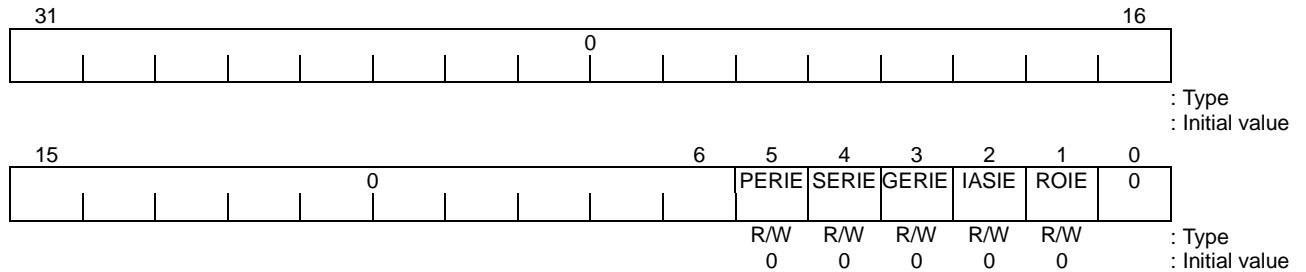 31 16
0
: Type
: Initial value
15 6 5 4 3 2 1 0
0 PERIE SERIE GERIE IASIE ROIE 0
R/W R/W R/W R/W R/W : Type
0 0 0 0 0 : Initial value